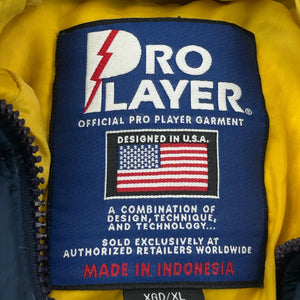 PRO
PLAYER®
OFFICIAL PRO PLAYER GARMENT
DESIGNED IN U.S.A.
A COMBINATION OF
DESIGN, TECHNIQUE,
AND TECHNOLOGY...
SOLD EXCLUSIVELY AT
AUTHORIZED RETAILERS WORLDWIDE
MADE IN INDONESIA
XGD/XL